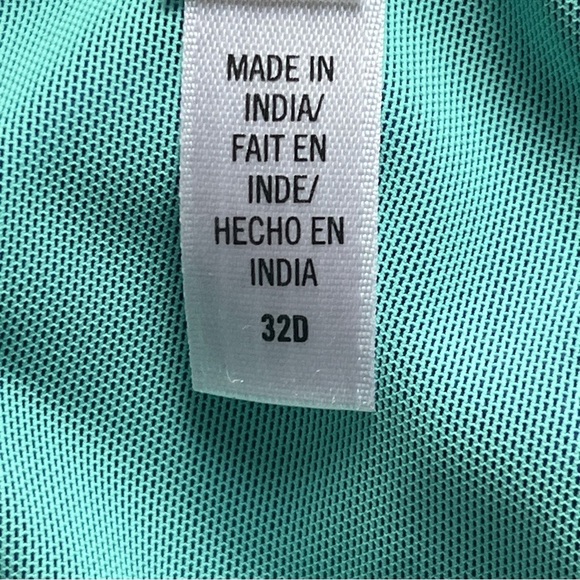 MADE IN
INDIA/
FAIT EN
INDE/
HECHO EN
INDIA
32D